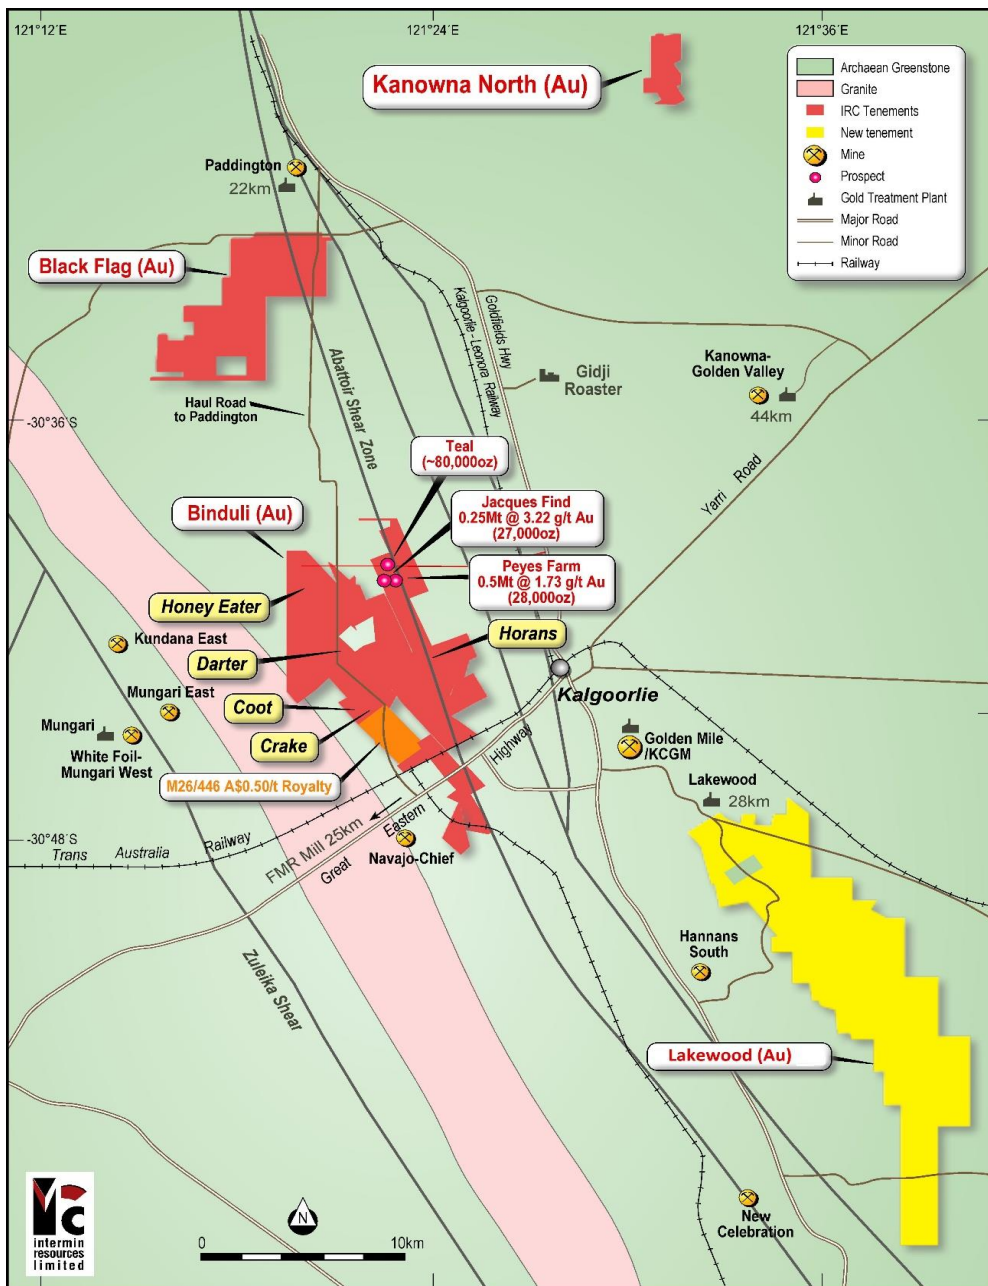 121°12´E
121°24´E
121°36´E
Kanowna North (Au)
Archaean Greenstone
Granite
IRC Tenements
New tenement
Mine
Prospect
Gold Treatment Plant
Major Road
Minor Road
Railway
Paddington
22km
Black Flag (Au)
Goldfields Hwy
Kalgoorlie - Leonora Railway
Abattoir Shear Zone
Gidji
Roaster
Kanowna-
Golden Valley
44km
Haul Road
to Paddington
-30°36´S
Yarri Road
Teal
(~80,000oz)
Jacques Find
0.25Mt @ 3.22 g/t Au
(27,000oz)
Peyes Farm
0.5Mt @ 1.73 g/t Au
(28,000oz)
Binduli (Au)
Honey Eater
Horans
Kundana East
Darter
Kalgoorlie
Mungari East
Coot
Mungari
White Foil-
Mungari West
Crake
Golden Mile
/KCGM
M26/446 A$0.50/t Royalty
Lakewood
28km
-30°48´S
Trans Australia Railway
FMR Mill 25km
Great Eastern Highway
Navajo-Chief
Zuleika Shear
Hannans
South
Lakewood (Au)
New
Celebration
N
0 10km
intermin
resources
limited